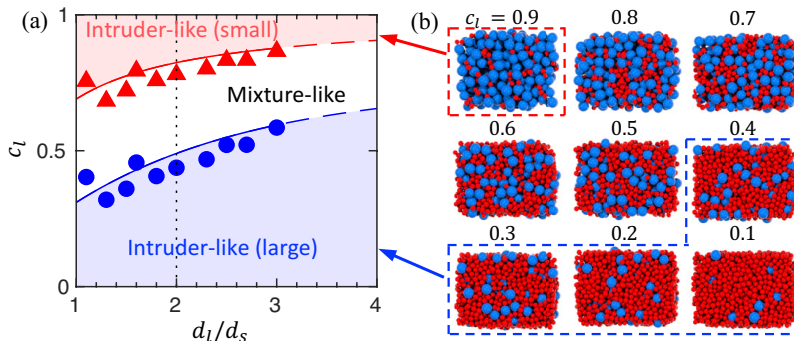 (a)
1
Intruder-like (small)
Mixture-like
c_l
0.5
Intruder-like (large)
0
1
2
3
4
d_l/d_s
(b)
c_l = 0.9
0.8
0.7
0.6
0.5
0.4
0.3
0.2
0.1